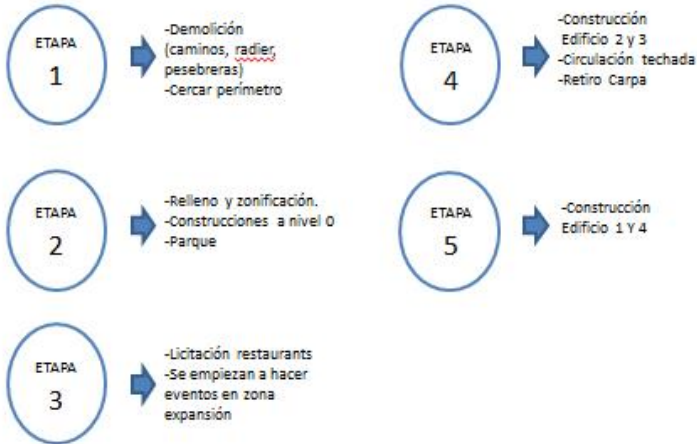 ETAPA
1
-Demolición
(caminos, radier,
pesebreras)
-Cercar perímetro
ETAPA
2
-Relleno y zonificación.
-Construcciones a nivel 0
-Parque
ETAPA
3
-Licitación restaurants
-Se empiezan a hacer
eventos en zona
expansión
ETAPA
4
-Construcción
Edificio 2 y 3
-Circulación techada
-Retiro Carpa
ETAPA
5
-Construcción
Edificio 1 Y 4